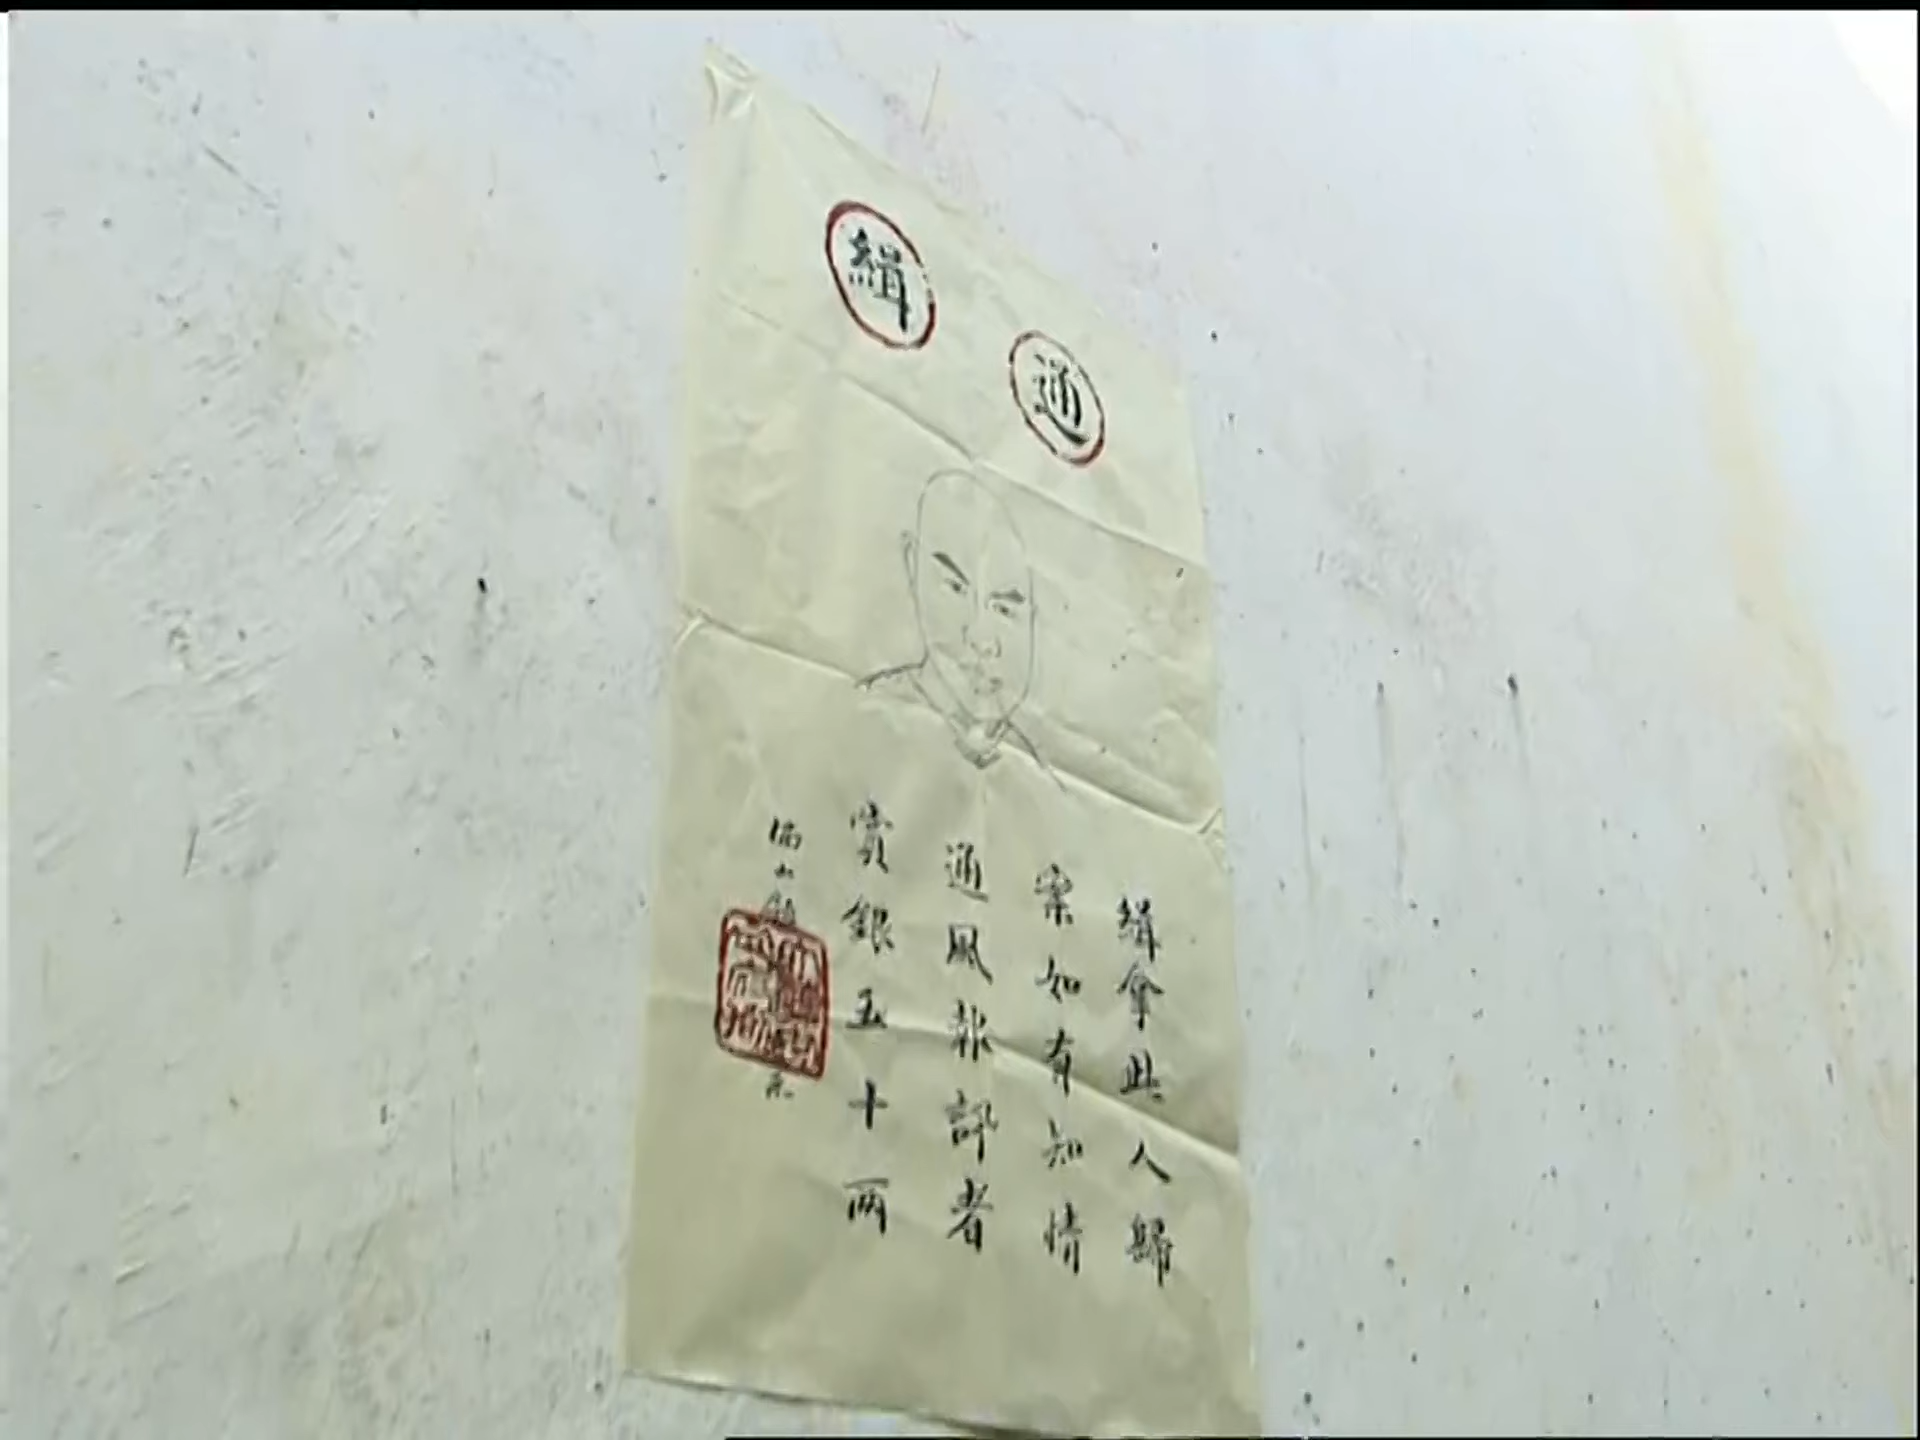 通緝
緝拿此人歸
案如有知情
通風報訊者
賞銀五十兩